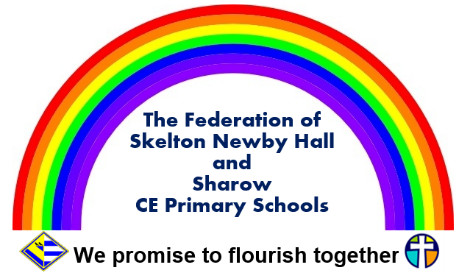 The Federation of
Skelton Newby Hall
and
Sharow
CE Primary Schools
We promise to flourish together